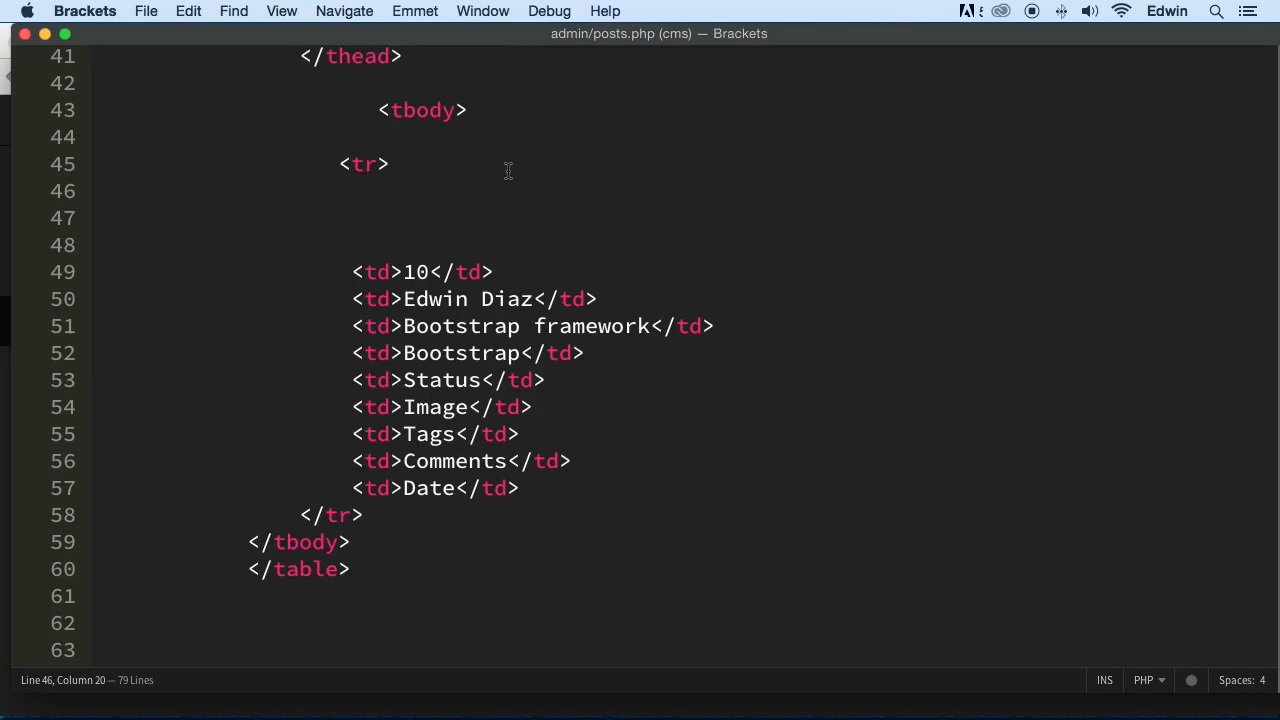 Brackets File Edit Find View Navigate Emmet Window Debug Help 5 Edwin
admin/posts.php (cms) — Brackets
41 </thead>
42
43 <tbody>
44
45 <tr>
46
47
48
49 <td>10</td>
50 <td>Edwin Diaz</td>
51 <td>Bootstrap framework</td>
52 <td>Bootstrap</td>
53 <td>Status</td>
54 <td>Image</td>
55 <td>Tags</td>
56 <td>Comments</td>
57 <td>Date</td>
58 </tr>
59 </tbody>
60 </table>
61
62
63
Line 46, Column 20 — 79 Lines INS PHP Spaces: 4